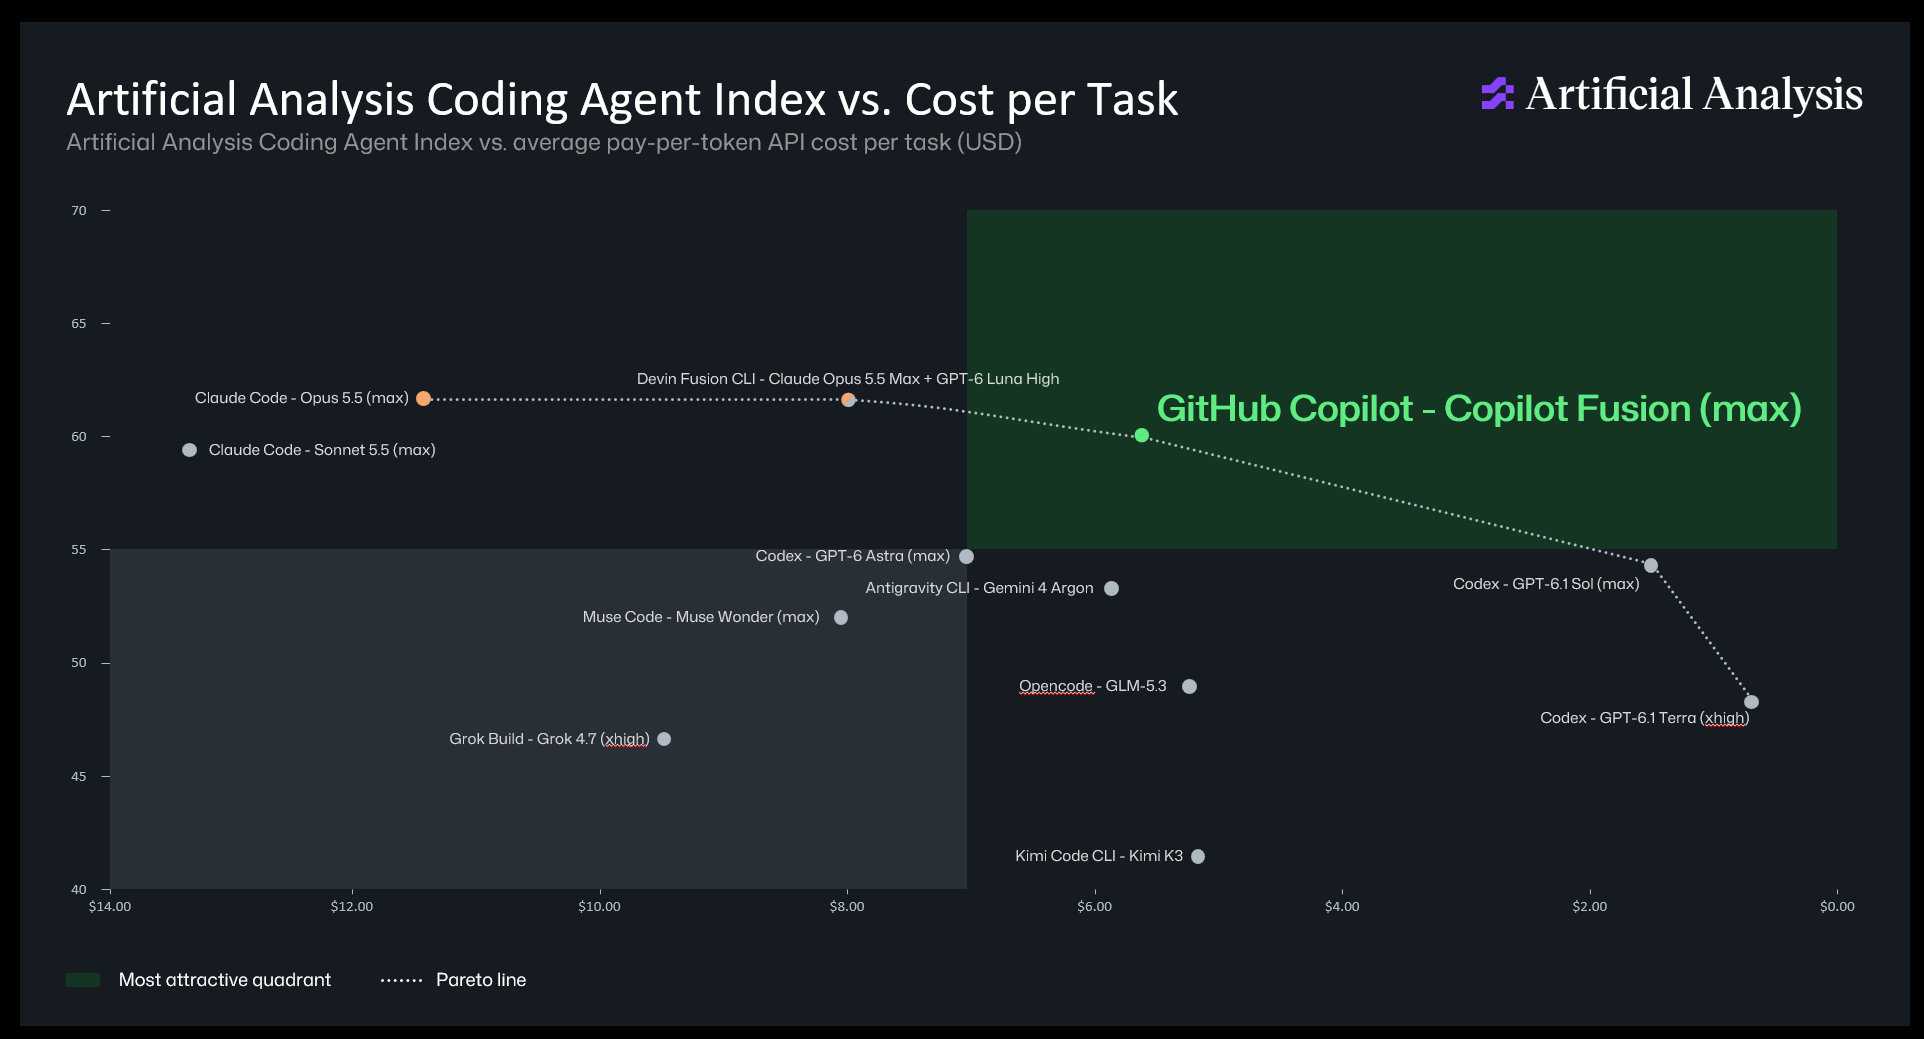 Artificial Analysis Coding Agent Index vs. Cost per Task
Artificial Analysis
Artificial Analysis Coding Agent Index vs. average pay-per-token API cost per task (USD)
70
65
Devin Fusion CLI - Claude Opus 5.5 Max + GPT-6 Luna High
Claude Code - Opus 5.5 (max)
GitHub Copilot - Copilot Fusion (max)
60
Claude Code - Sonnet 5.5 (max)
55
Codex - GPT-6 Astra (max)
Codex - GPT-6.1 Sol (max)
Antigravity CLI - Gemini 4 Argon
Muse Code - Muse Wonder (max)
50
Opencode - GLM-5.3
Codex - GPT-6.1 Terra (xhigh)
Grok Build - Grok 4.7 (xhigh)
45
Kimi Code CLI - Kimi K3
40
$14.00 $12.00 $10.00 $8.00 $6.00 $4.00 $2.00 $0.00
Most attractive quadrant Pareto line